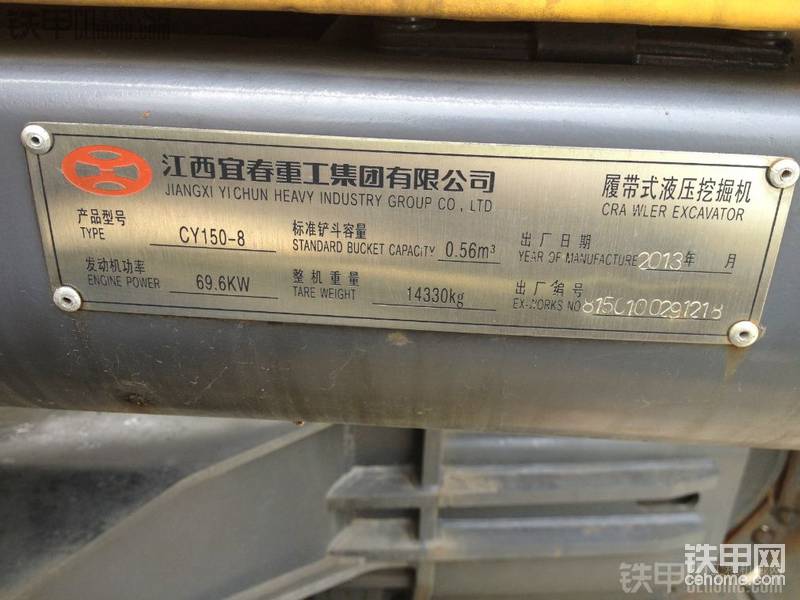 江西宜春重工集团有限公司
JIANGXI YICHUN HEAVY INDUSTRY GROUP CO., LTD
履带式液压挖掘机
CRAWLER EXCAVATOR
产品型号
TYPE
CY150-8
标准铲斗容量
STANDARD BUCKET CAPACITY
0.56m³
出厂日期
YEAR OF MANUFACTURE
2013年 月
发动机功率
ENGINE POWER
69.6KW
整机重量
TARE WEIGHT
14330kg
出厂编号
EX-WORKS NO
铁甲网
cehome.com